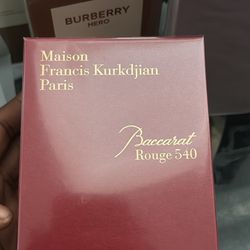 BURBERRY
HERO
Maison
Francis Kurkdjian
Paris
Baccarat
Rouge 540